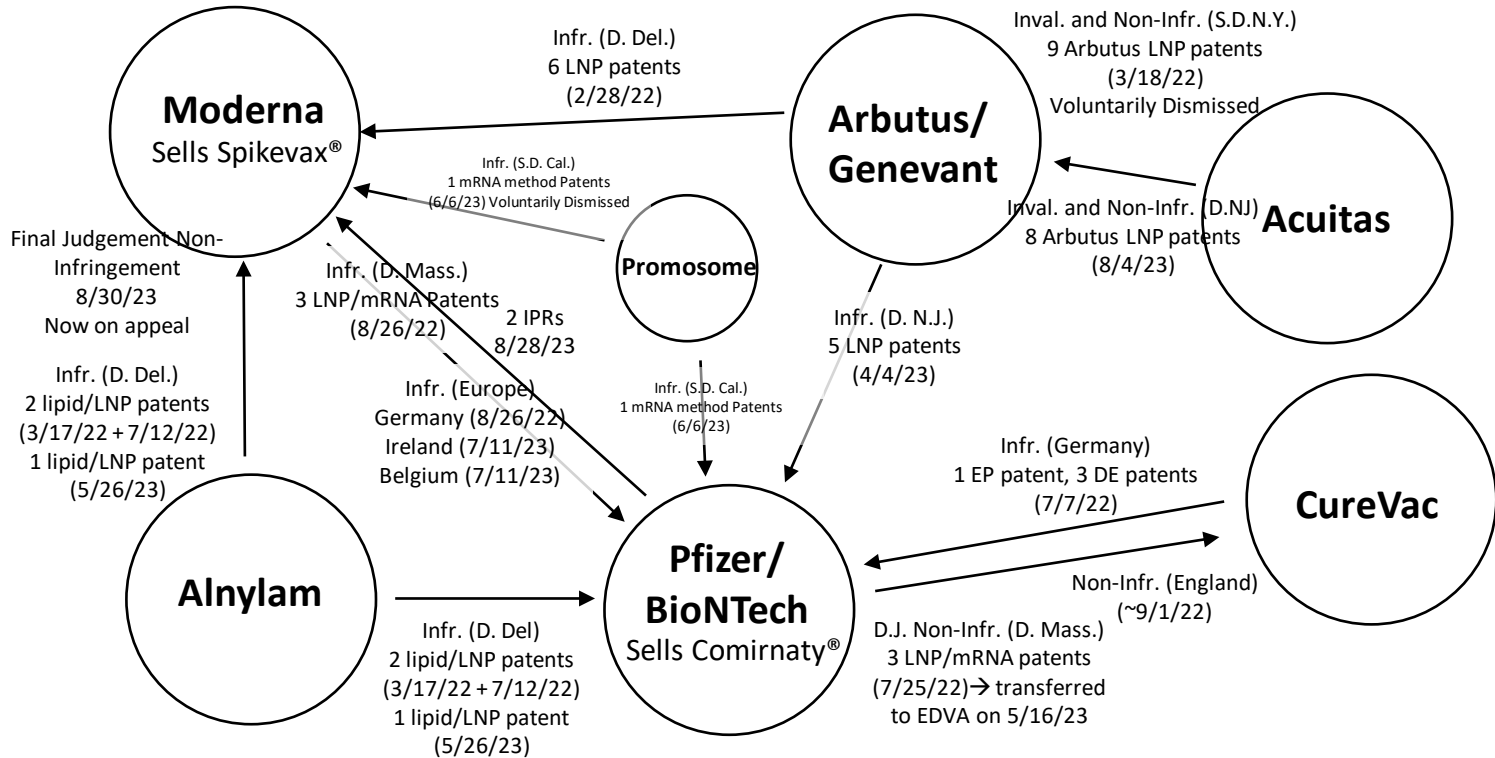 Infr. (D. Del.)
6 LNP patents
(2/28/22)
Inval. and Non-Infr. (S.D.N.Y.)
9 Arbutus LNP patents
(3/18/22)
Voluntarily Dismissed
Moderna
Sells Spikevax®
Arbutus/
Genevant
Infr. (S.D. Cal.)
1 mRNA method Patents
(6/6/23) Voluntarily Dismissed
Promosome
Inval. and Non-Infr. (D.NJ)
8 Arbutus LNP patents
(8/4/23)
Acuitas
Final Judgement Non-
Infringement
8/30/23
Now on appeal
Infr. (D. Mass.)
3 LNP/mRNA Patents
(8/26/22)
2 IPRs
8/28/23
Infr. (D. N.J.)
5 LNP patents
(4/4/23)
Infr. (D. Del.)
2 lipid/LNP patents
(3/17/22 + 7/12/22)
1 lipid/LNP patent
(5/26/23)
Infr. (Europe)
Germany (8/26/22)
Ireland (7/11/23)
Belgium (7/11/23)
Infr. (S.D. Cal.)
1 mRNA method Patents
(6/6/23)
Infr. (Germany)
1 EP patent, 3 DE patents
(7/7/22)
CureVac
Alnylam
Pfizer/
BioNTech
Sells Comirnaty®
Non-Infr. (England)
(~9/1/22)
Infr. (D. Del)
2 lipid/LNP patents
(3/17/22 + 7/12/22)
1 lipid/LNP patent
(5/26/23)
D.J. Non-Infr. (D. Mass.)
3 LNP/mRNA patents
(7/25/22)→ transferred
to EDVA on 5/16/23